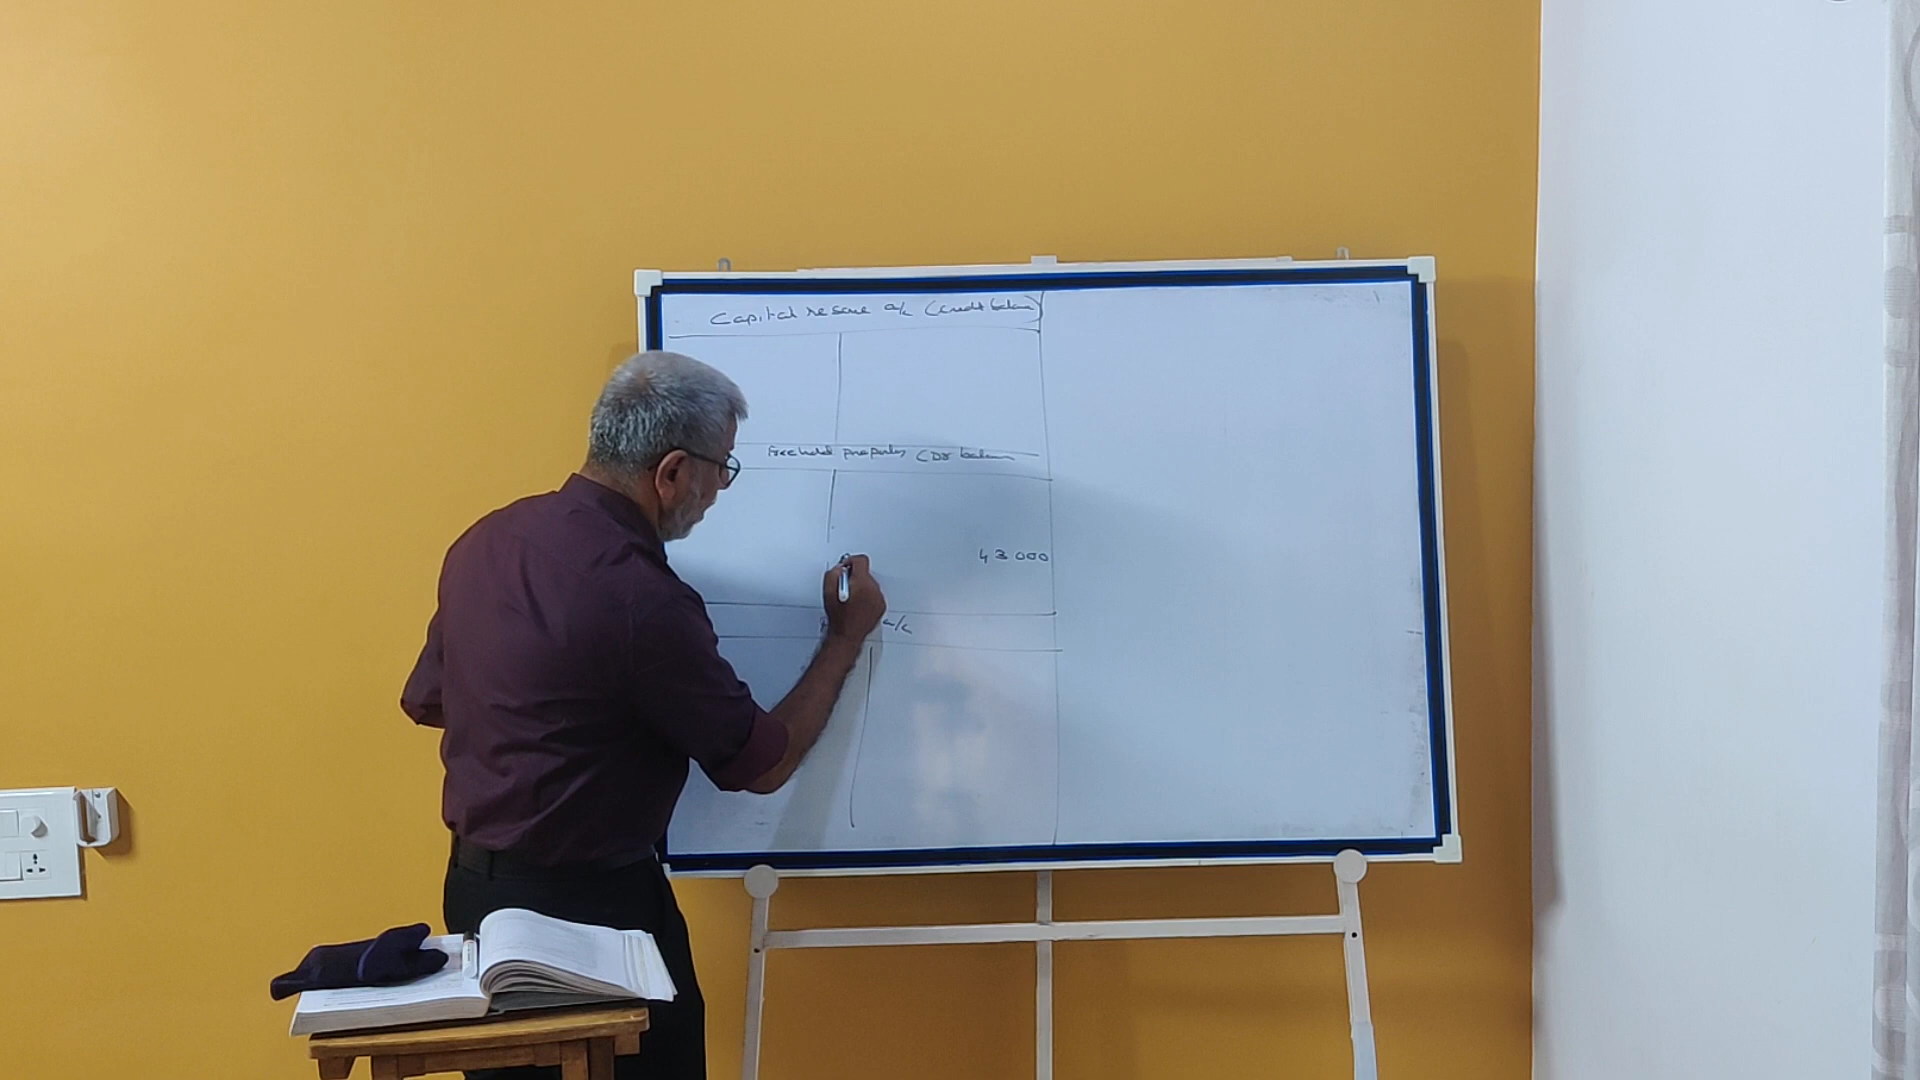 Capital reserve a/c (credit balance)
Freehold property (Dr balance
43000
a/c